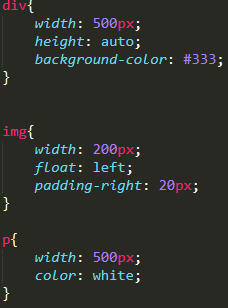 div{
    width: 500px;
    height: auto;
    background-color: #333;
}
img{
    width: 200px;
    float: left;
    padding-right: 20px;
}
p{
    width: 500px;
    color: white;
}